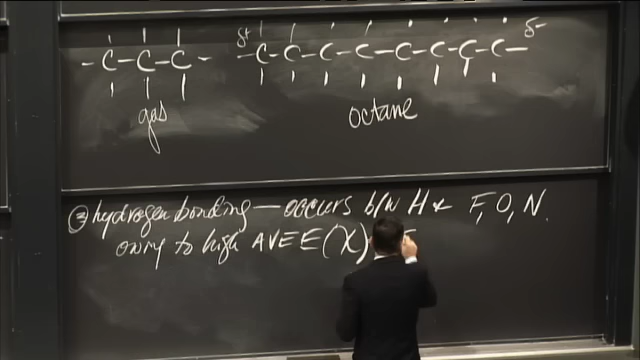 - C - C - C -
gas
δ+ - C - C - C - C - C - C - C - C - δ-
octane
③ hydrogen bonding — occurs b/w H & F, O, N.
owing to high AVEE (χ)